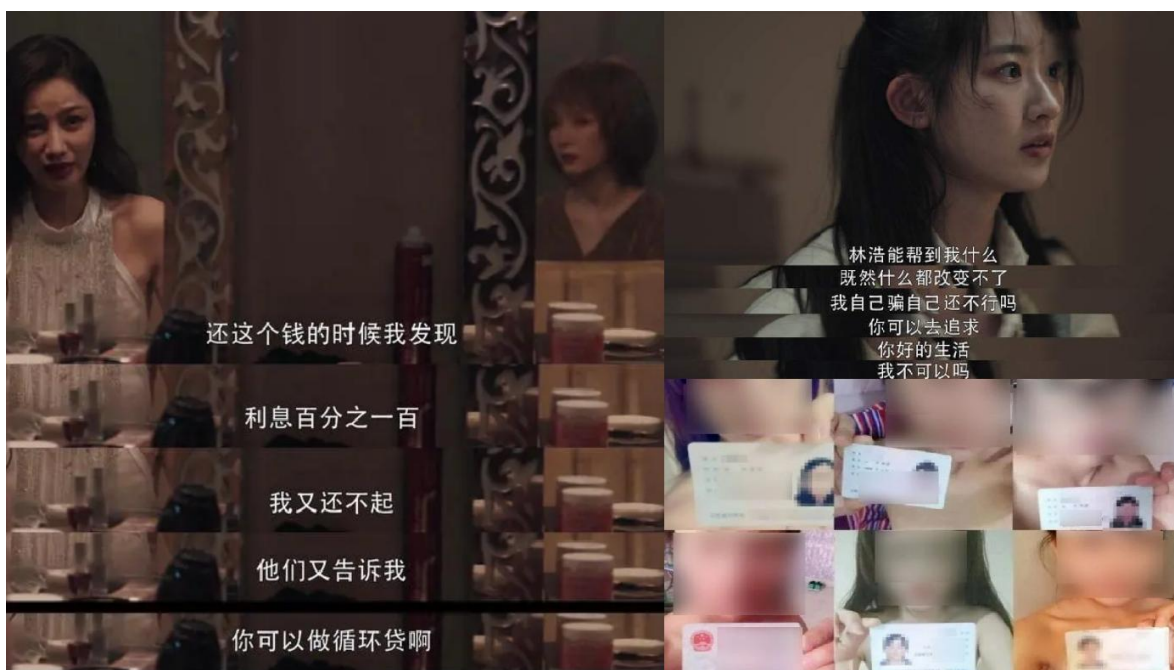 还这个钱的时候我发现
利息百分之一百
我又还不起
他们又告诉我
你可以做循环贷啊
林浩能帮到我什么
既然什么都改变不了
我自己骗自己还不行吗
你可以去追求
你好的生活
我不可以吗